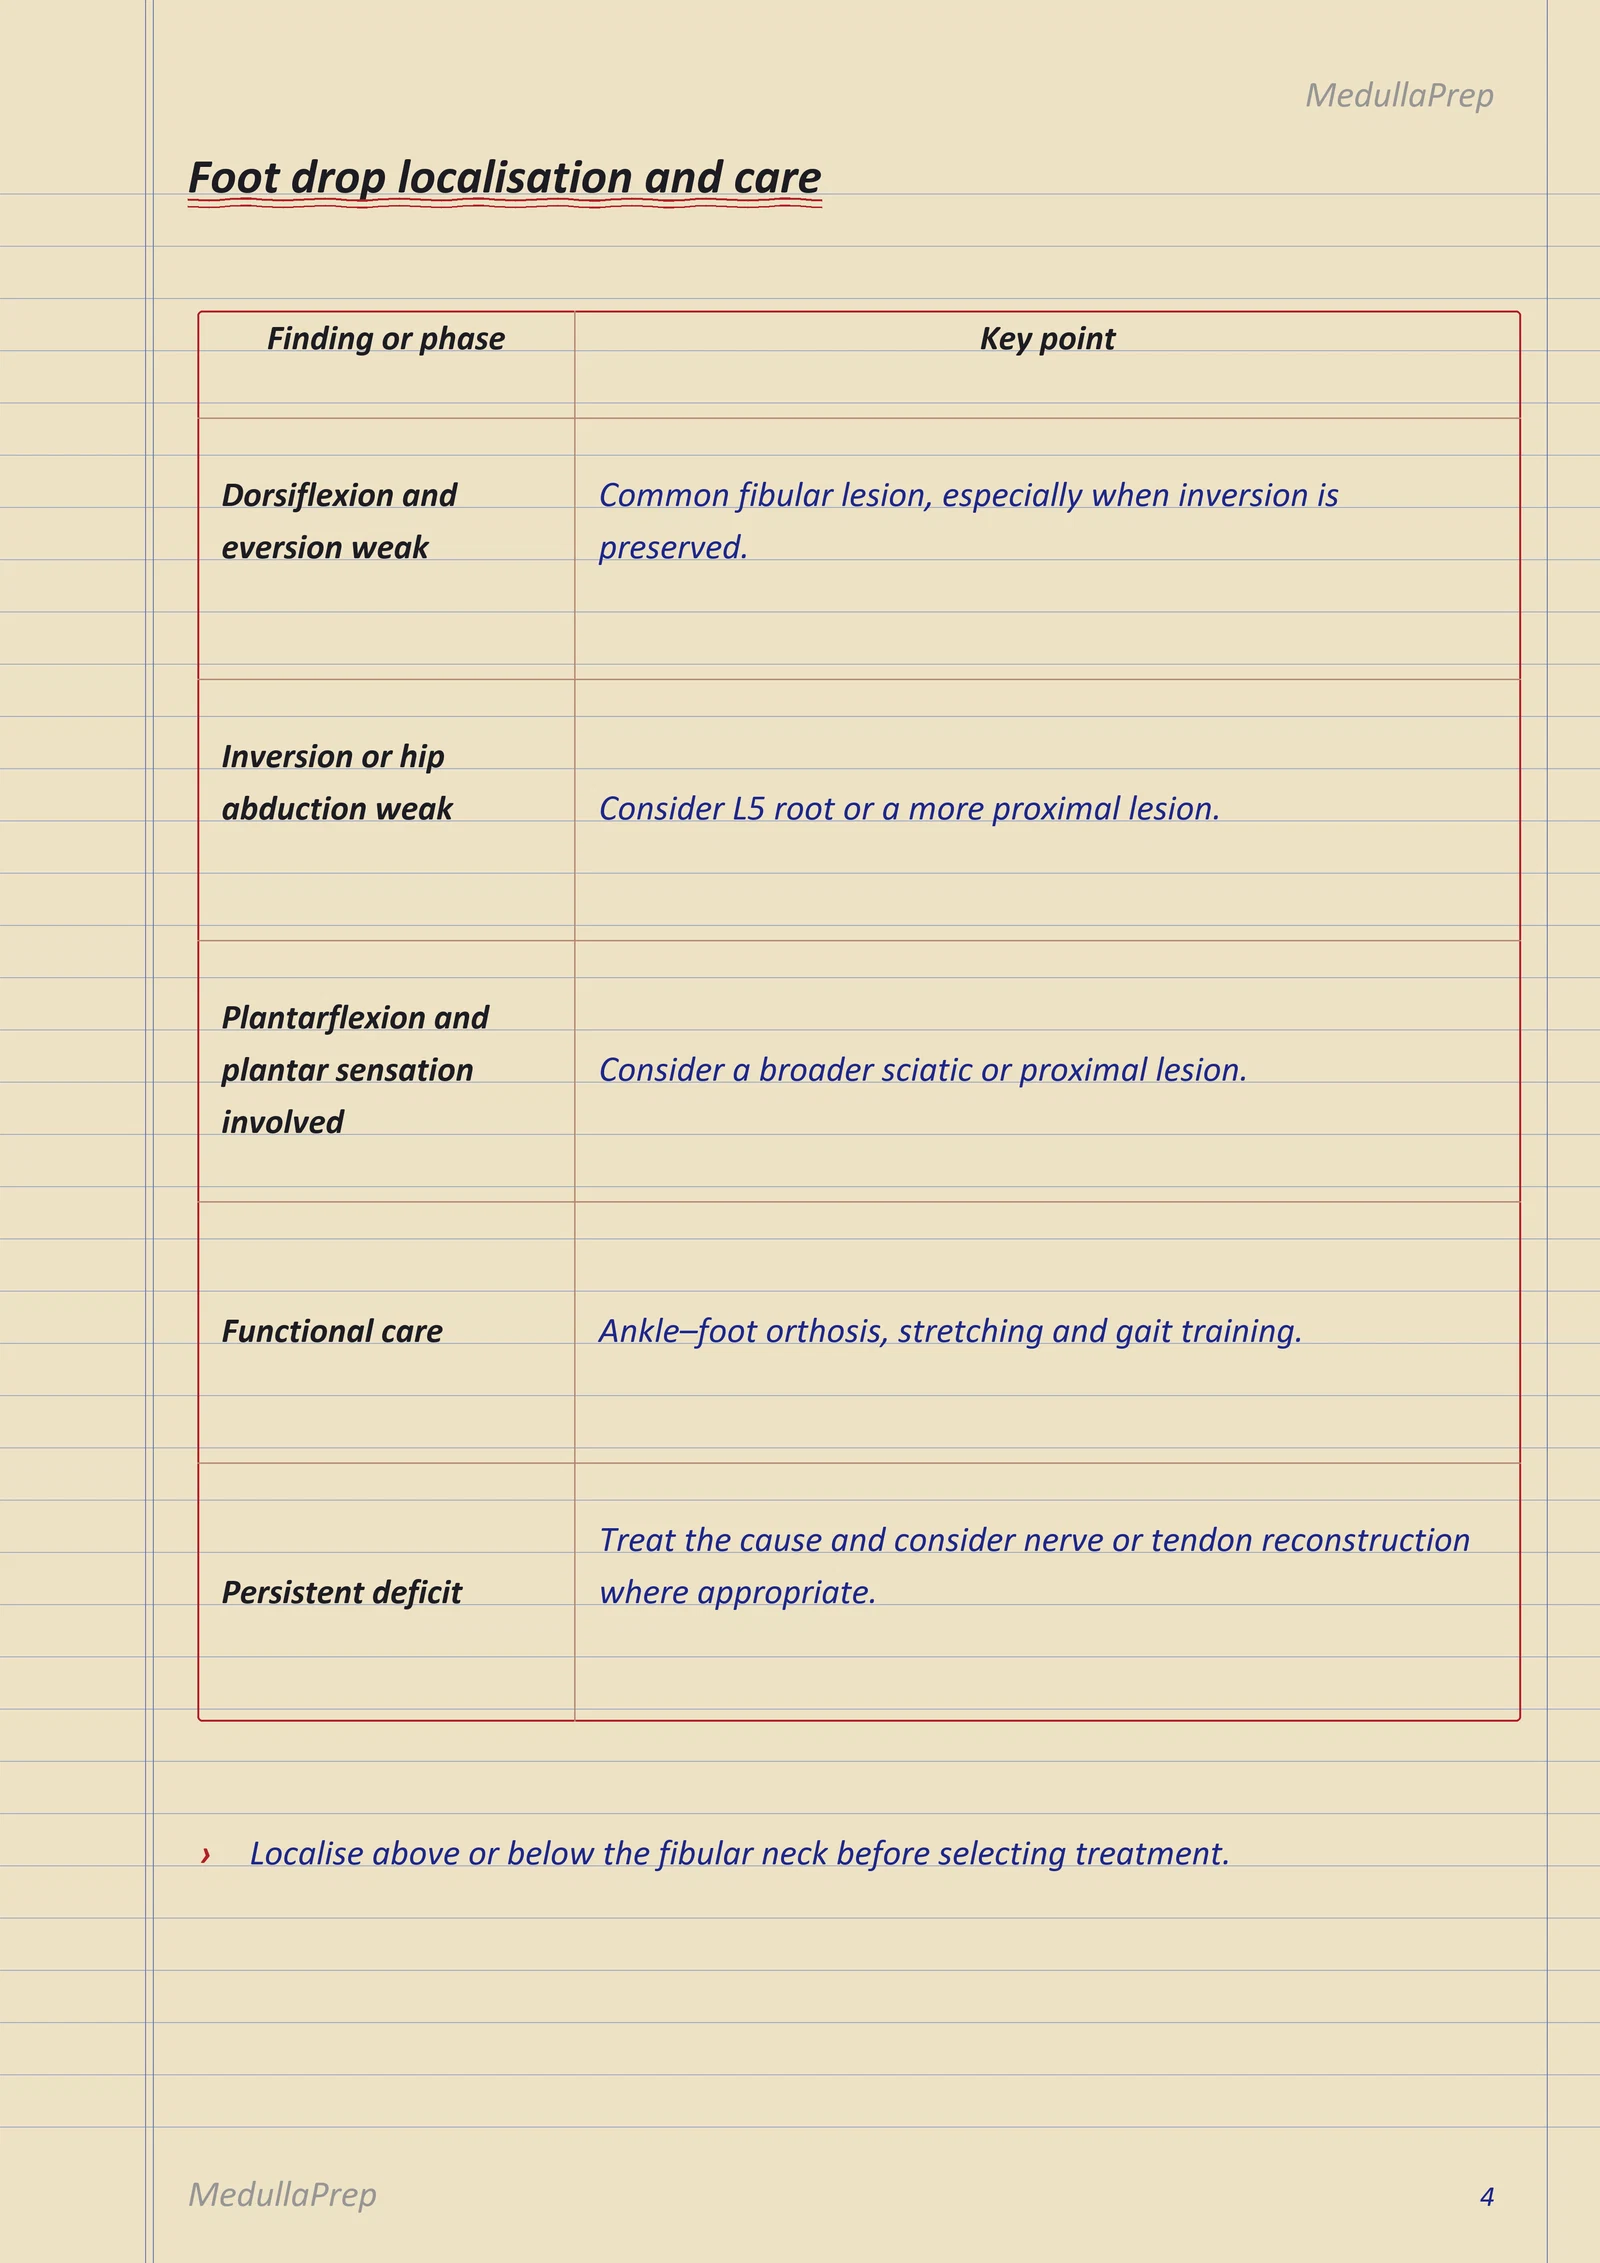 MedullaPrep
Foot drop localisation and care
Finding or phase
Key point
Dorsiflexion and
eversion weak
Common fibular lesion, especially when inversion is
preserved.
Inversion or hip
abduction weak
Consider L5 root or a more proximal lesion.
Plantarflexion and
plantar sensation
involved
Consider a broader sciatic or proximal lesion.
Functional care
Ankle–foot orthosis, stretching and gait training.
Persistent deficit
Treat the cause and consider nerve or tendon reconstruction
where appropriate.
› Localise above or below the fibular neck before selecting treatment.
MedullaPrep
4